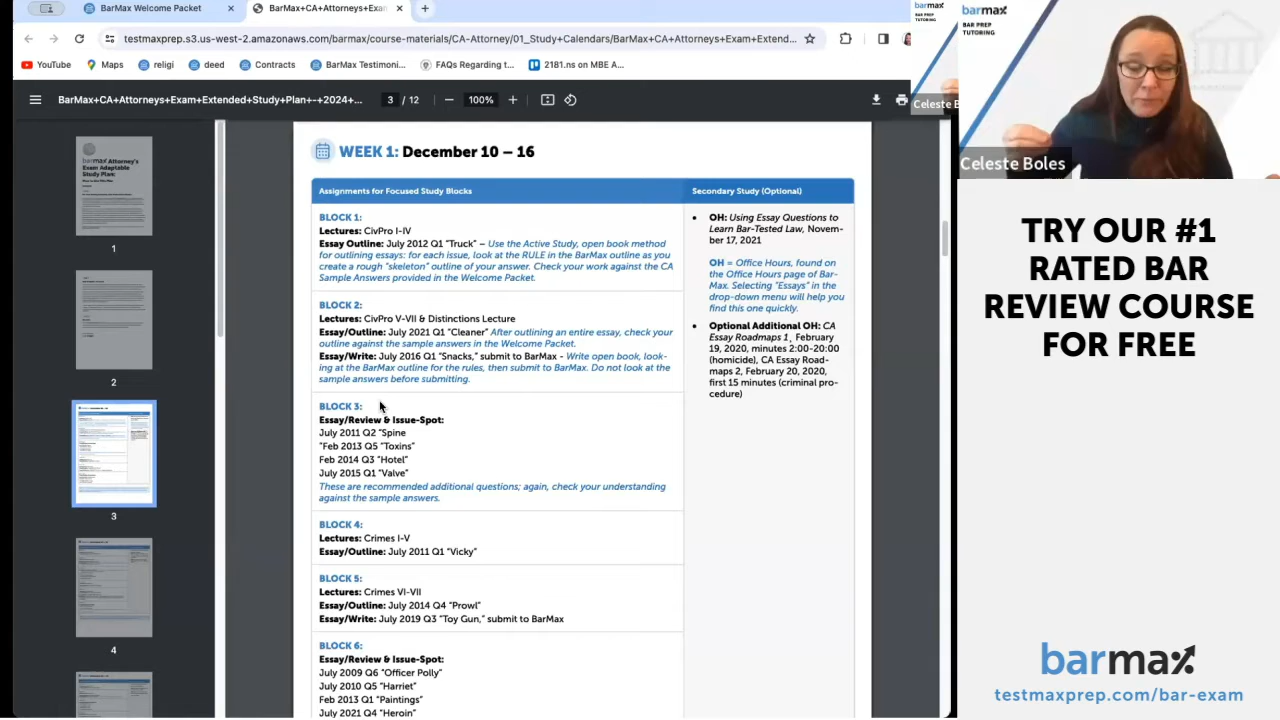 BarMax Welcome Packet
BarMax+CA+Attorneys+Exan
testmaxprep.s3.us-west-2.amazonaws.com/barmax/course-materials/CA-Attorney/01_Study+Calendars/BarMax+CA+Attorneys+Exam+Extend...
YouTube
Maps
religi
deed
Contracts
BarMax Testimoni...
FAQs Regarding t...
2181.ns on MBE A...
BarMax+CA+Attorneys+Exam+Extended+Study+Plan+-+2024+...
3 / 12
100%
barmax Attorney's
Exam Adaptable
Study Plan:
1
2
3
4
WEEK 1: December 10 – 16
Assignments for Focused Study Blocks
BLOCK 1:
Lectures: CivPro I-IV
Essay Outline: July 2012 Q1 "Truck" – Use the Active Study, open book method
for outlining essays: for each issue, look at the RULE in the BarMax outline as you
create a rough "skeleton" outline of your answer. Check your work against the CA
Sample Answers provided in the Welcome Packet.
BLOCK 2:
Lectures: CivPro V-VII & Distinctions Lecture
Essay/Outline: July 2021 Q1 "Cleaner" After outlining an entire essay, check your
outline against the sample answers in the Welcome Packet.
Essay/Write: July 2016 Q1 "Snacks," submit to BarMax - Write open book, look-
ing at the BarMax outline for the rules, then submit to BarMax. Do not look at the
sample answers before submitting.
BLOCK 3:
Essay/Review & Issue-Spot:
July 2011 Q2 "Spine
"Feb 2013 Q5 "Toxins"
Feb 2014 Q3 "Hotel"
July 2015 Q1 "Valve"
These are recommended additional questions; again, check your understanding
against the sample answers.
BLOCK 4:
Lectures: Crimes I-V
Essay/Outline: July 2011 Q1 "Vicky"
BLOCK 5:
Lectures: Crimes VI-VII
Essay/Outline: July 2014 Q4 "Prowl"
Essay/Write: July 2019 Q3 "Toy Gun," submit to BarMax
BLOCK 6:
Essay/Review & Issue-Spot:
July 2009 Q6 "Officer Polly"
July 2010 Q5 "Harriet"
Feb 2013 Q1 "Paintings"
July 2021 Q4 "Heroin"
Secondary Study (Optional)
• OH: Using Essay Questions to
Learn Bar-Tested Law, Novem-
ber 17, 2021
OH = Office Hours, found on
the Office Hours page of Bar-
Max. Selecting "Essays" in the
drop-down menu will help you
find this one quickly.
• Optional Additional OH: CA
Essay Roadmaps 1, February
19, 2020, minutes 2:00-20:00
(homicide), CA Essay Road-
maps 2, February 20, 2020,
first 15 minutes (criminal pro-
cedure)
barmax
BAR PREP
TUTORING
Celeste B
barmax
BAR PREP
TUTORING
Celeste Boles
TRY OUR #1
RATED BAR
REVIEW COURSE
FOR FREE
barmax
testmaxprep.com/bar-exam